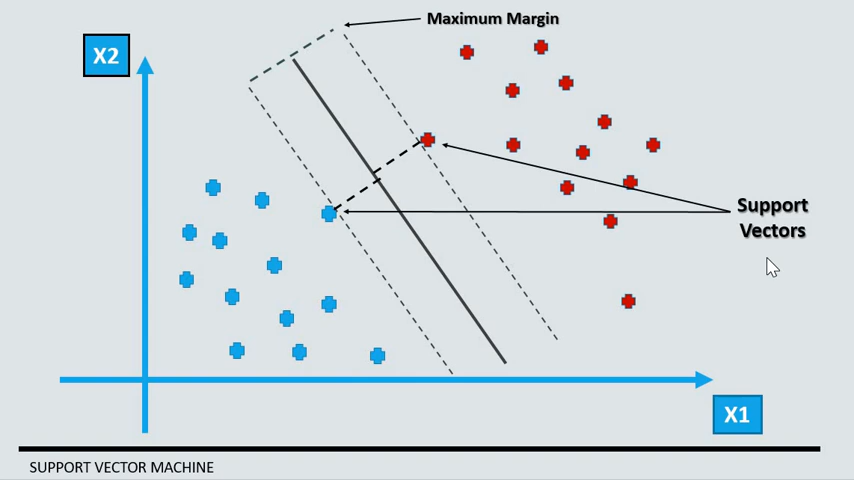 Maximum Margin
X2
Support
Vectors
X1
SUPPORT VECTOR MACHINE